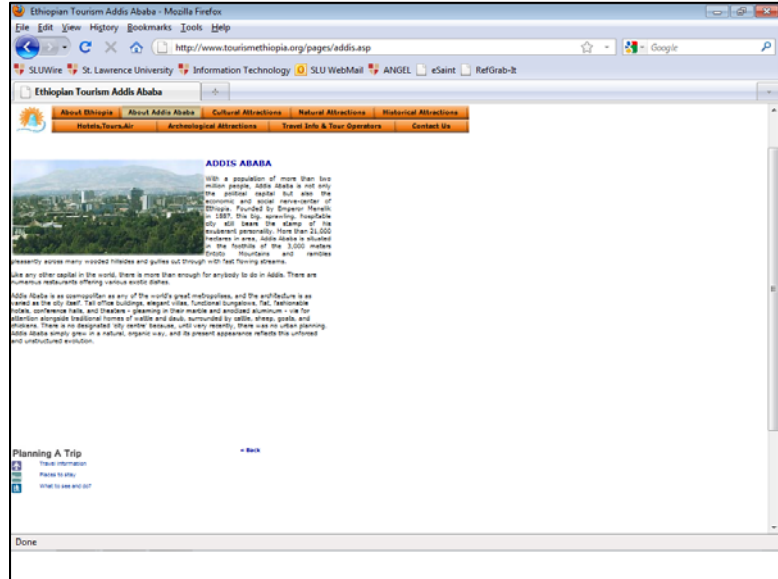 Ethiopian Tourism Addis Ababa - Mozilla Firefox
File Edit View History Bookmarks Tools Help
http://www.tourismethiopia.org/pages/addis.asp
Google
SLUWire St. Lawrence University Information Technology SLU WebMail ANGEL eSaint RefGrab-It
Ethiopian Tourism Addis Ababa
About Ethiopia About Addis Ababa Cultural Attractions Natural Attractions Historical Attractions
Hotels,Tours,Air Archeological Attractions Travel Info & Tour Operators Contact Us
ADDIS ABABA
With a population of more than two
million people, Addis Ababa is not only
the political capital but also the
economic and social nerve-center of
Ethiopia. Founded by Emperor Menelik
in 1887, this big, sprawling, hospitable
city still bears the stamp of his
exuberant personality. More than 21,000
hectares in area, Addis Ababa is situated
in the foothills of the 3,000 meters
Entoto Mountains and rambles
pleasantly across many wooded hillsides and gullies cut through with fast flowing streams.
Like any other capital in the world, there is more than enough for anybody to do in Addis. There are
numerous restaurants offering various exotic dishes.
Addis Ababa is as cosmopolitan as any of the world's great metropolises, and the architecture is as
varied as the city itself. Tall office buildings, elegant villas, functional bungalows, flat, fashionable
hotels, conference halls, and theaters - gleaming in their marble and anodized aluminum - vie for
attention alongside traditional homes of wattle and daub, surrounded by cattle, sheep, goats, and
chickens. There is no designated 'city centre' because, until very recently, there was no urban planning.
Addis Ababa simply grew in a natural, organic way, and its present appearance reflects this unforced
and unstructured evolution.
« Back
Planning A Trip
Travel information
Places to stay
What to see and do?
Done